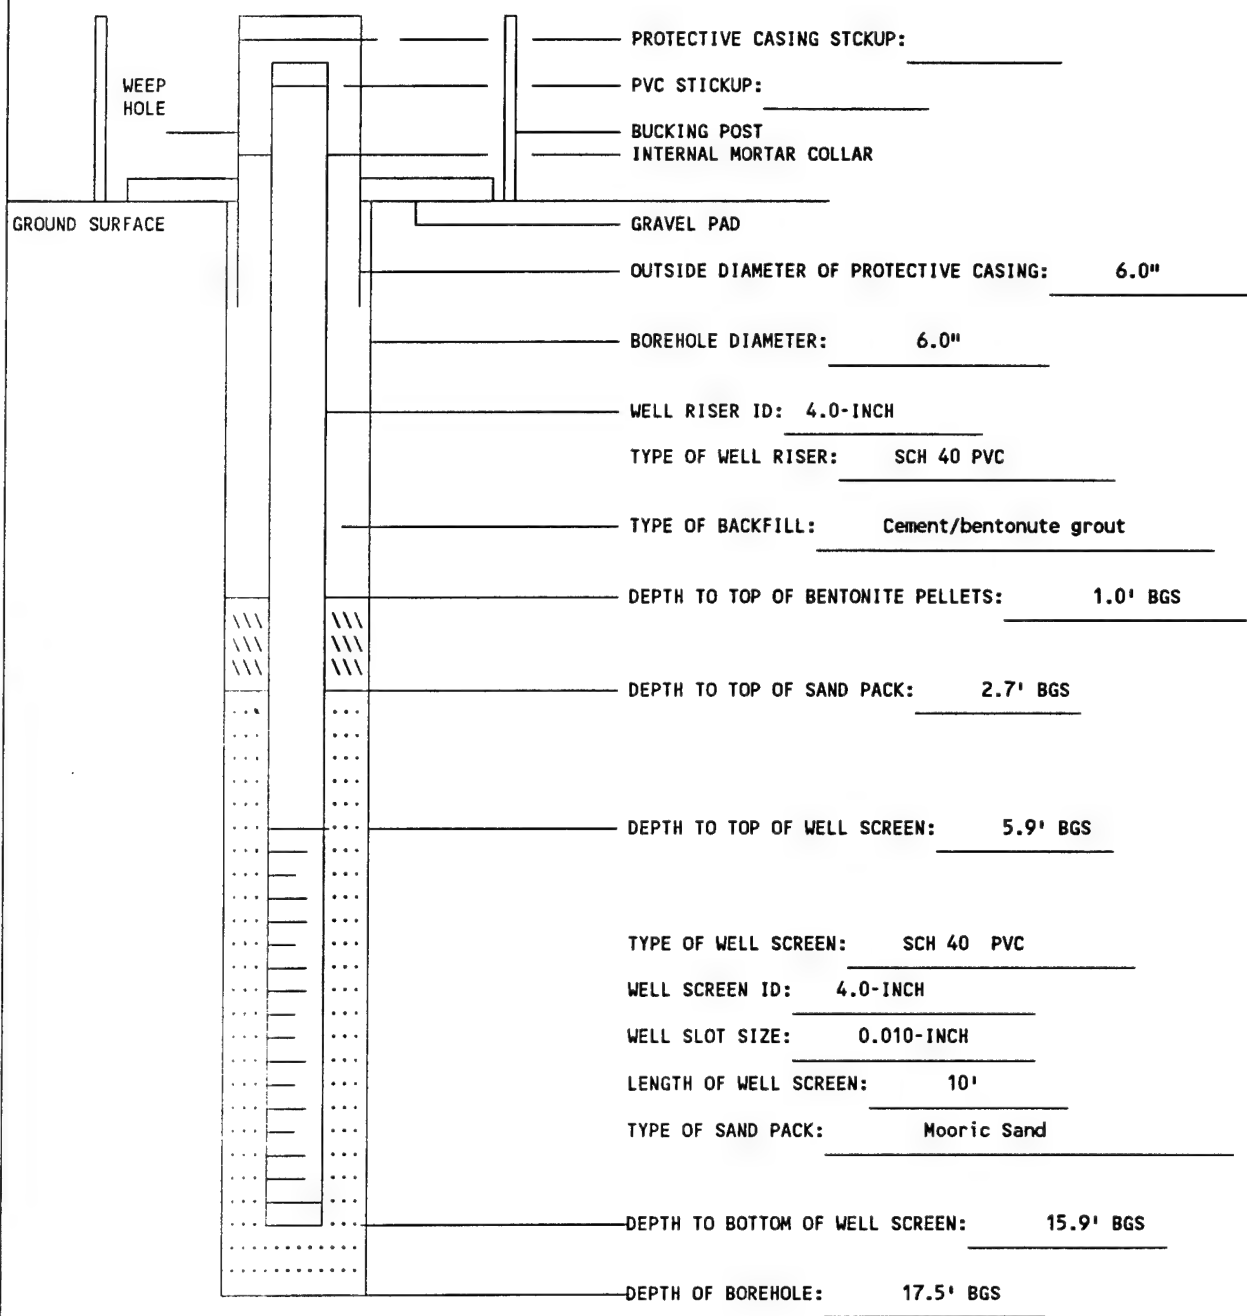 PROTECTIVE CASING STCKUP:
WEEP
HOLE
PVC STICKUP:
BUCKING POST
INTERNAL MORTAR COLLAR
GROUND SURFACE
GRAVEL PAD
OUTSIDE DIAMETER OF PROTECTIVE CASING: 6.0"
BOREHOLE DIAMETER: 6.0"
WELL RISER ID: 4.0-INCH
TYPE OF WELL RISER: SCH 40 PVC
TYPE OF BACKFILL: Cement/bentonute grout
DEPTH TO TOP OF BENTONITE PELLETS: 1.0' BGS
DEPTH TO TOP OF SAND PACK: 2.7' BGS
DEPTH TO TOP OF WELL SCREEN: 5.9' BGS
TYPE OF WELL SCREEN: SCH 40 PVC
WELL SCREEN ID: 4.0-INCH
WELL SLOT SIZE: 0.010-INCH
LENGTH OF WELL SCREEN: 10'
TYPE OF SAND PACK: Mooric Sand
DEPTH TO BOTTOM OF WELL SCREEN: 15.9' BGS
DEPTH OF BOREHOLE: 17.5' BGS